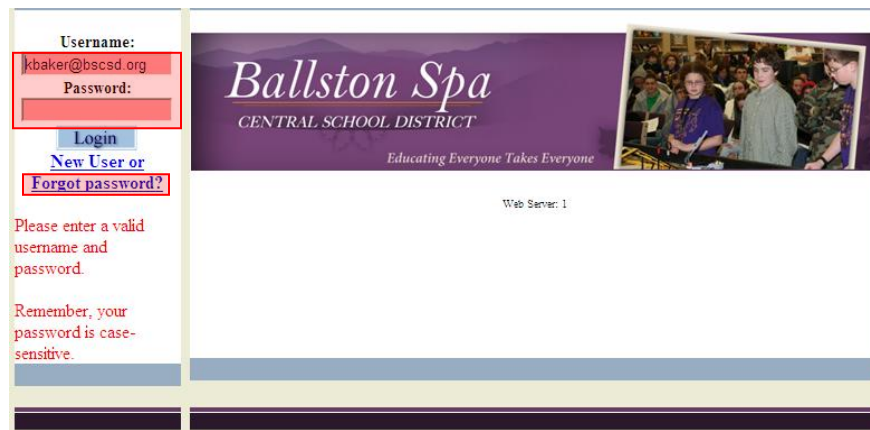 Username:
kbaker@bscsd.org
Password:
Login
New User or
Forgot password?
Please enter a valid
username and
password.
Remember, your
password is case-
sensitive.
Ballston Spa
CENTRAL SCHOOL DISTRICT
Educating Everyone Takes Everyone
Web Server: 1